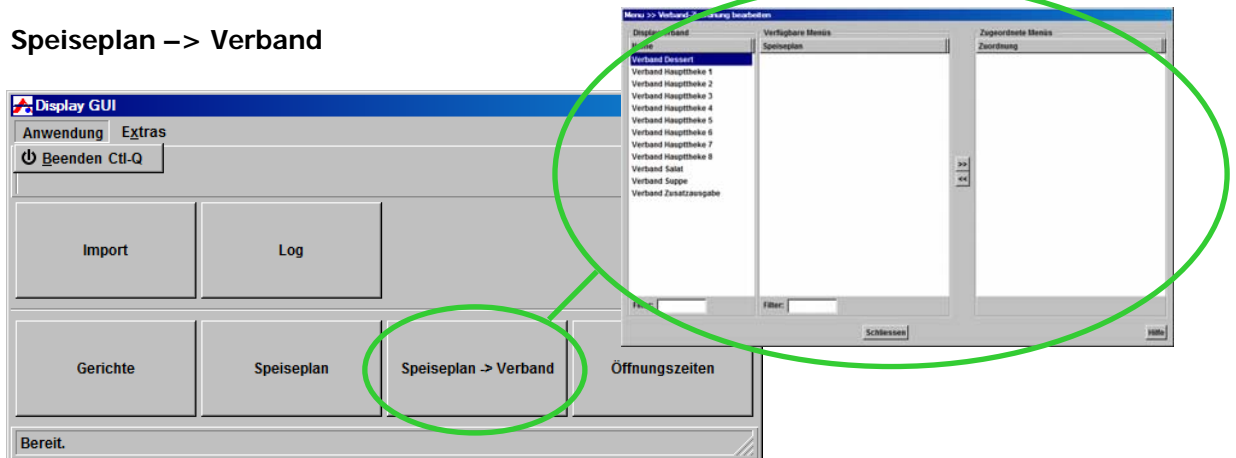 Speiseplan –> Verband
Display GUI
Anwendung Extras
Beenden Ctl-Q
Import
Log
Gerichte
Speiseplan
Speiseplan -> Verband
Öffnungszeiten
Bereit.
Menu >> Verband-Zuordnung bearbeiten
Verfügbare Menüs
Zugeordnete Menüs
Name
Speiseplan
Zuordnung
Verband Dessert
Verband Haupttheke 1
Verband Haupttheke 2
Verband Haupttheke 3
Verband Haupttheke 4
Verband Haupttheke 5
Verband Haupttheke 6
Verband Haupttheke 7
Verband Haupttheke 8
Verband Salat
Verband Suppe
Verband Zusatzausgabe
>>
<<
Filter:
Filter:
Schliessen
Hilfe